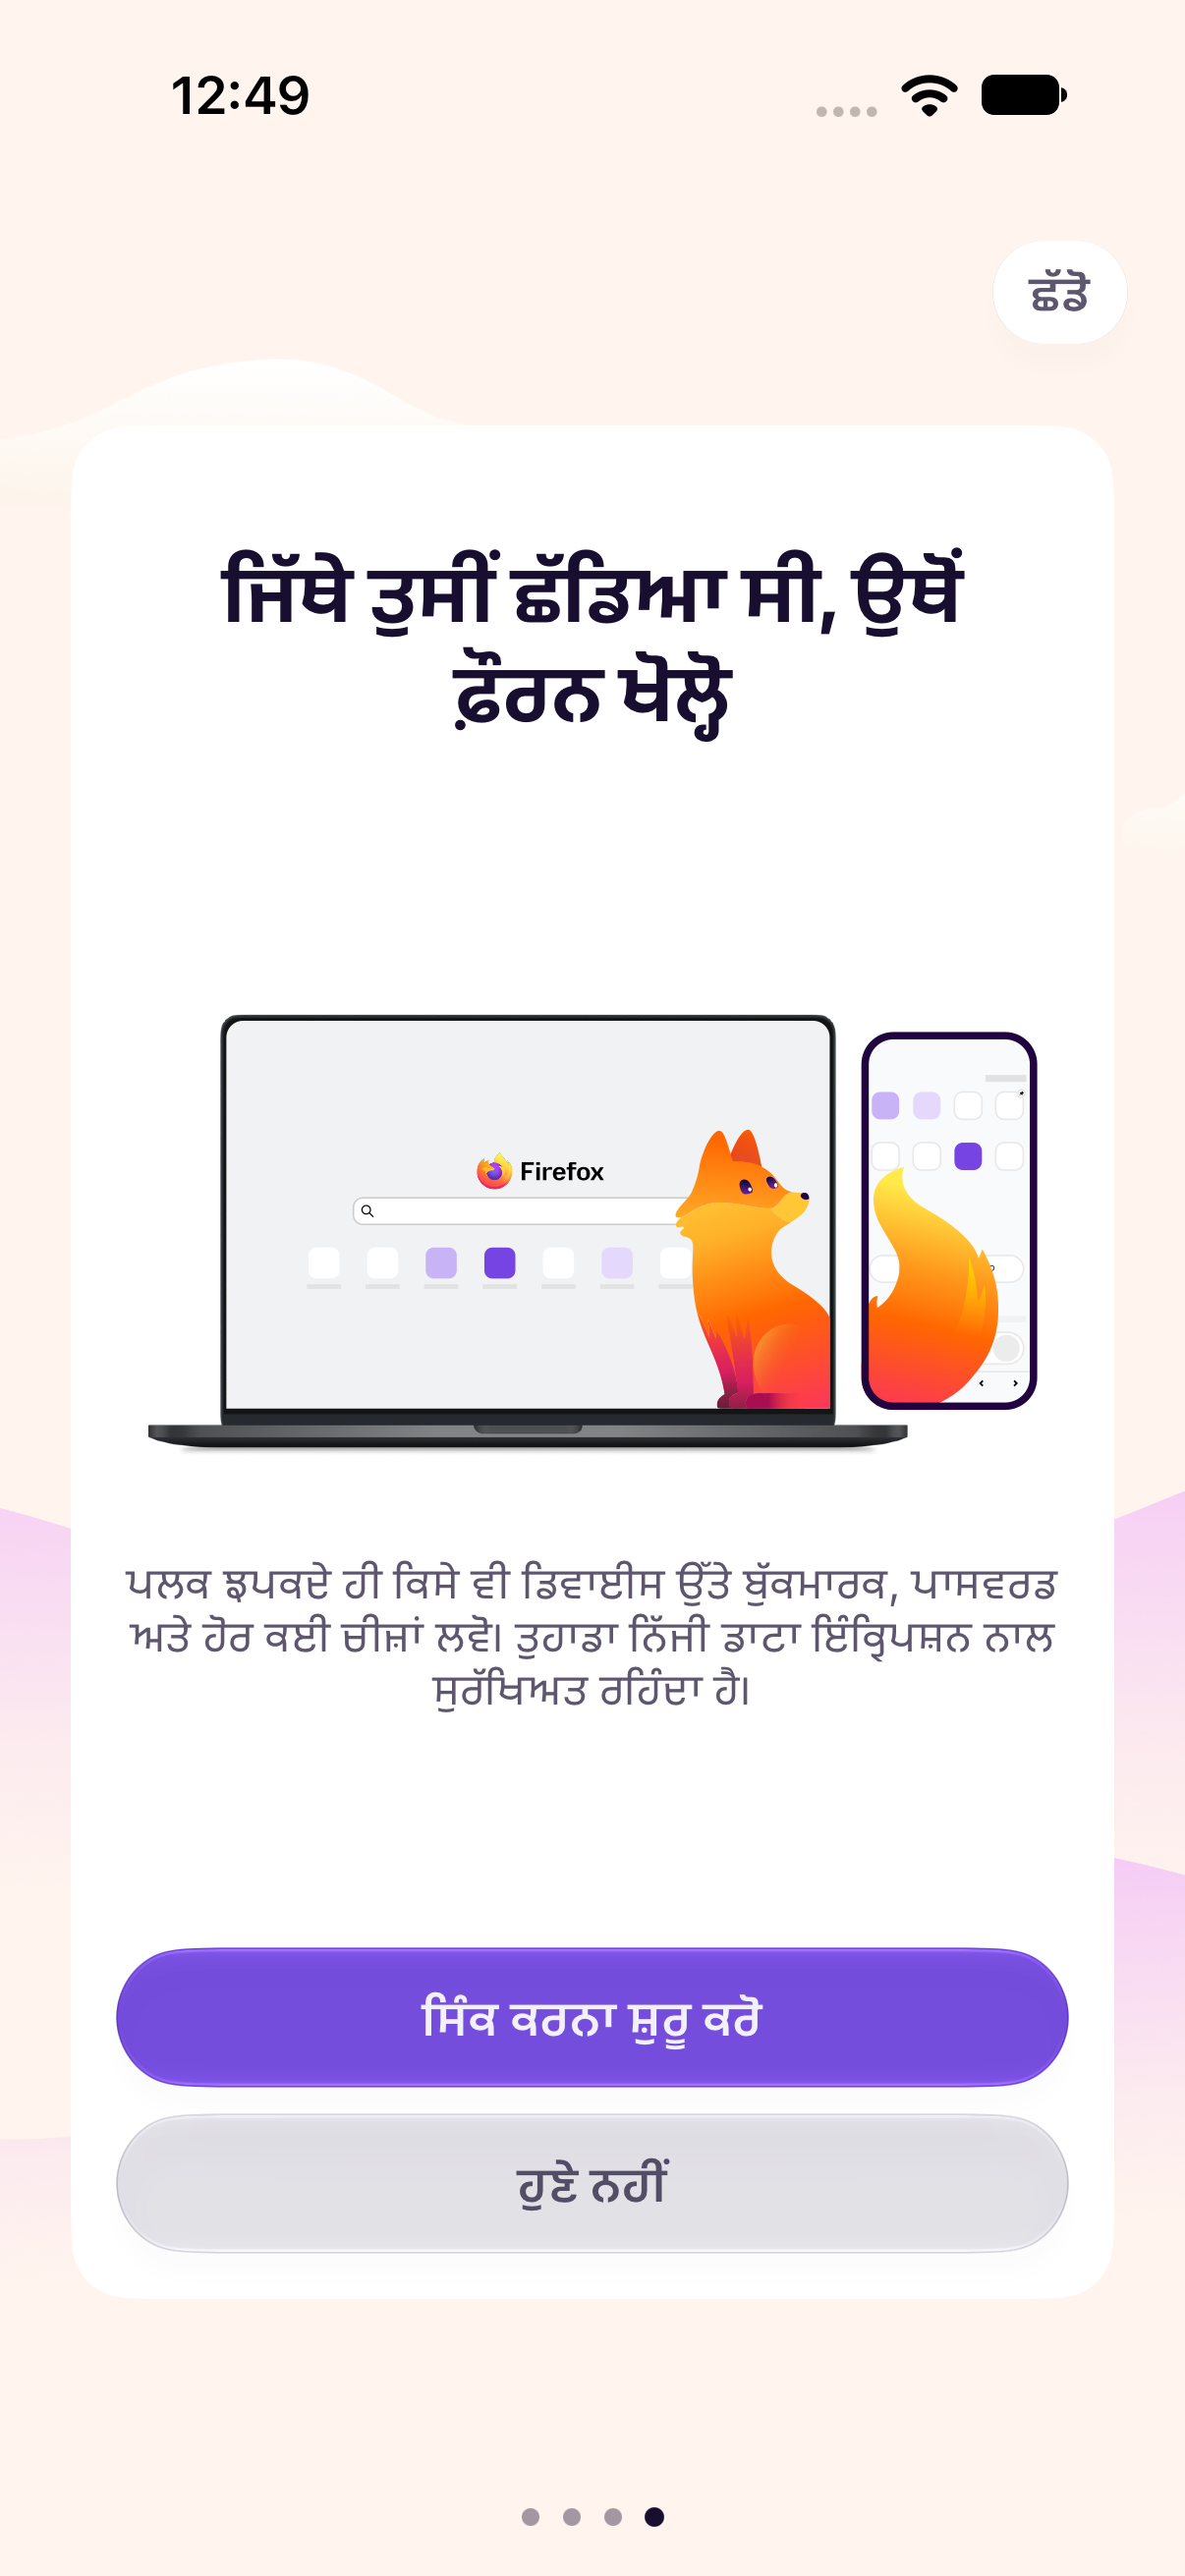 12:49
ਛੱਡੋ
ਜਿੱਥੇ ਤੁਸੀਂ ਛੱਡਿਆ ਸੀ, ਉਥੋਂ
ਫ਼ੌਰਨ ਖੋਲ੍ਹੋ
Firefox
ਪਲਕ ਝਪਕਦੇ ਹੀ ਕਿਸੇ ਵੀ ਡਿਵਾਈਸ ਉੱਤੇ ਬੁੱਕਮਾਰਕ, ਪਾਸਵਰਡ
ਅਤੇ ਹੋਰ ਕਈ ਚੀਜ਼ਾਂ ਲਵੋ। ਤੁਹਾਡਾ ਨਿੱਜੀ ਡਾਟਾ ਇੰਕ੍ਰਿਪਸ਼ਨ ਨਾਲ
ਸੁਰੱਖਿਅਤ ਰਹਿੰਦਾ ਹੈ।
ਸਿੰਕ ਕਰਨਾ ਸ਼ੁਰੂ ਕਰੋ
ਹੁਣੇ ਨਹੀਂ